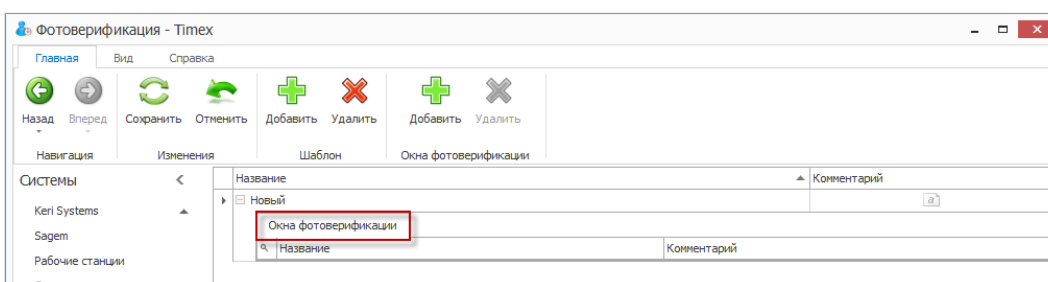 Фотоверификация - Timex
Главная Вид Справка
Назад Вперед Сохранить Отменить Добавить Удалить Добавить Удалить
Навигация Изменения Шаблон Окна фотоверификации
Системы Название Комментарий
Новый
Keri Systems
Окна фотоверификации
Sagem
Название Комментарий
Рабочие станции